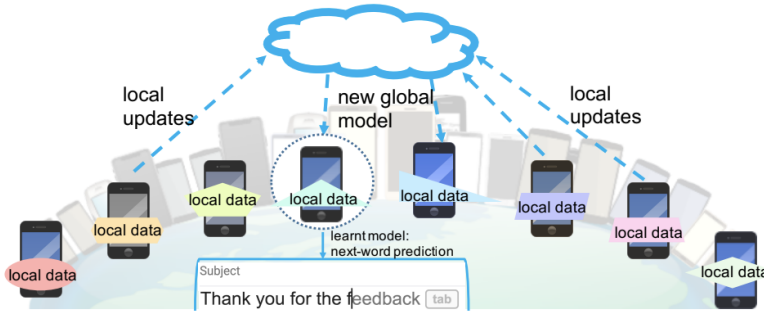 local
updates
new global
model
local
updates
local data
local data
local data
local data
local data
local data
local data
local data
learnt model:
next-word prediction
Subject
Thank you for the feedback tab